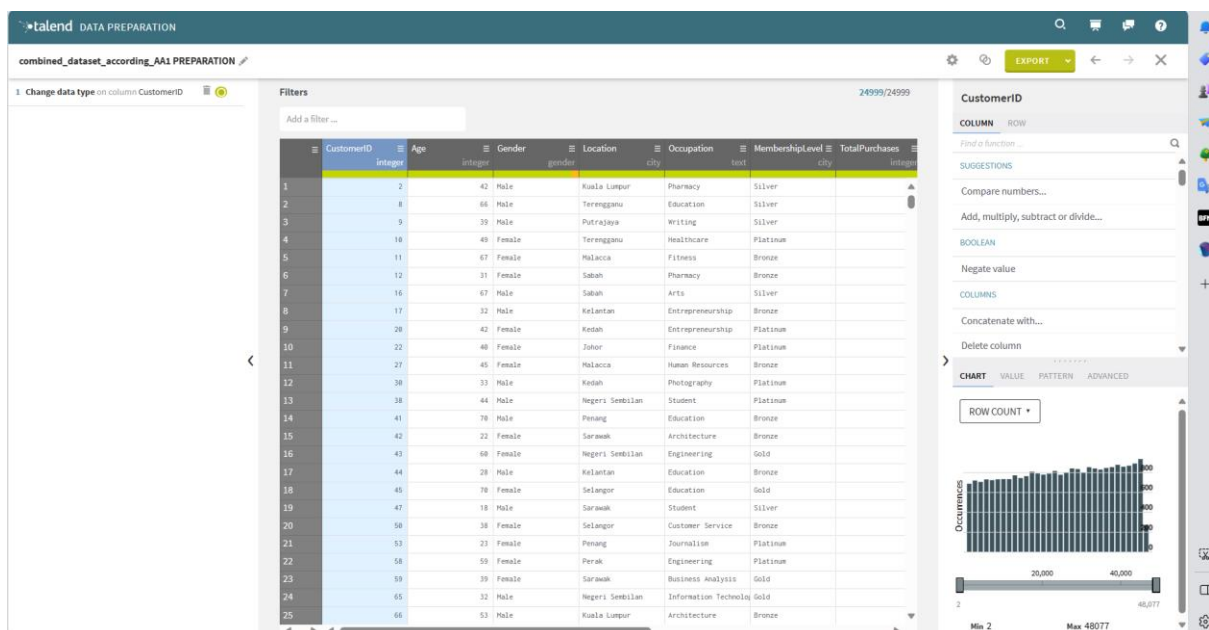 talend DATA PREPARATION
combined_dataset_according_AA1 PREPARATION
EXPORT
1 Change data type on column CustomerID
Filters
24999/24999
Add a filter ...
CustomerID Age Gender Location Occupation MembershipLevel TotalPurchases
integer integer gender city text city integer
1 2 42 Male Kuala Lumpur Pharmacy Silver
2 8 66 Male Terengganu Education Silver
3 9 39 Male Putrajaya Writing Silver
4 10 49 Female Terengganu Healthcare Platinum
5 11 67 Female Malacca Fitness Bronze
6 12 31 Female Sabah Pharmacy Bronze
7 16 67 Male Sabah Arts Silver
8 17 32 Male Kelantan Entrepreneurship Bronze
9 20 42 Female Kedah Entrepreneurship Platinum
10 22 40 Female Johor Finance Platinum
11 27 45 Female Malacca Human Resources Bronze
12 30 33 Male Kedah Photography Platinum
13 38 44 Male Negeri Sembilan Student Platinum
14 41 70 Male Penang Education Bronze
15 42 22 Female Sarawak Architecture Bronze
16 43 60 Female Negeri Sembilan Engineering Gold
17 44 28 Male Kelantan Education Bronze
18 45 70 Female Selangor Education Gold
19 47 18 Male Sarawak Student Silver
20 50 38 Female Selangor Customer Service Bronze
21 53 23 Female Penang Journalism Platinum
22 58 59 Female Perak Engineering Platinum
23 59 39 Female Sarawak Business Analysis Gold
24 65 32 Male Negeri Sembilan Information Technolo Gold
25 66 53 Male Kuala Lumpur Architecture Bronze
CustomerID
COLUMN ROW
Find a function ...
SUGGESTIONS
Compare numbers...
Add, multiply, subtract or divide...
BOOLEAN
Negate value
COLUMNS
Concatenate with...
Delete column
CHART VALUE PATTERN ADVANCED
ROW COUNT
Occurrences
800
600
400
200
0
20,000 40,000
2 48,077
Min 2 Max 48077